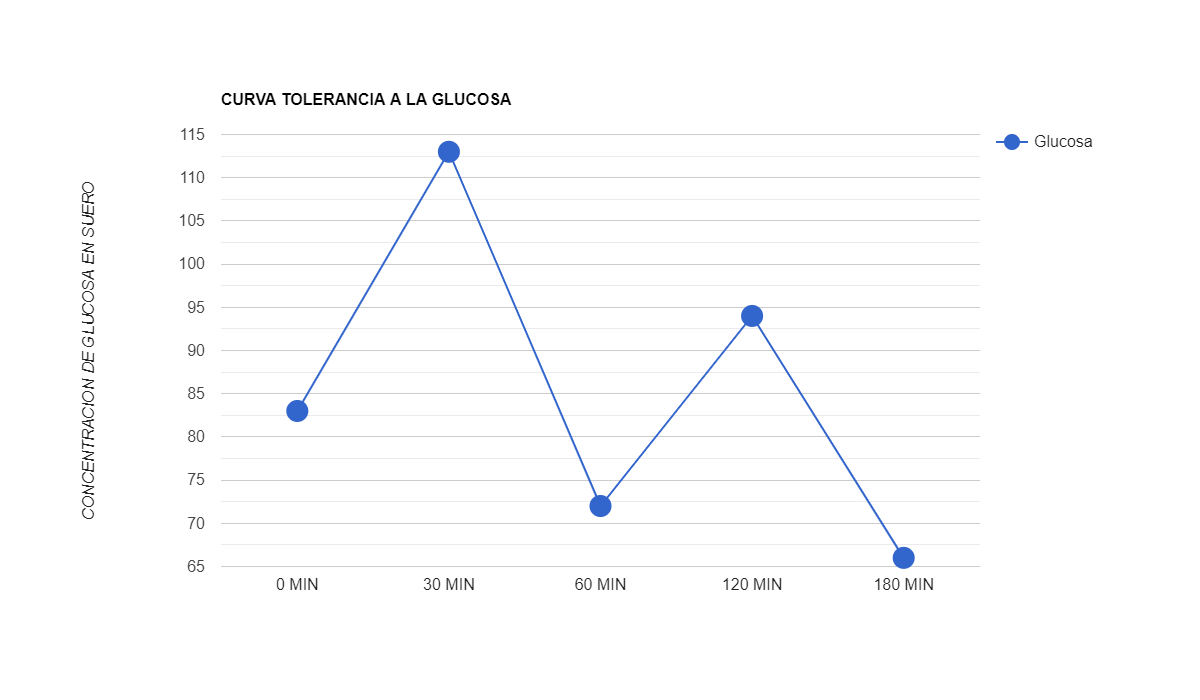 CURVA TOLERANCIA A LA GLUCOSA
Glucosa
CONCENTRACION DE GLUCOSA EN SUERO
115
110
105
100
95
90
85
80
75
70
65
0 MIN
30 MIN
60 MIN
120 MIN
180 MIN